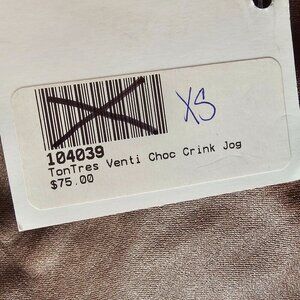 XS
104039
TonTres Venti Choc Crink Jog
$75.00